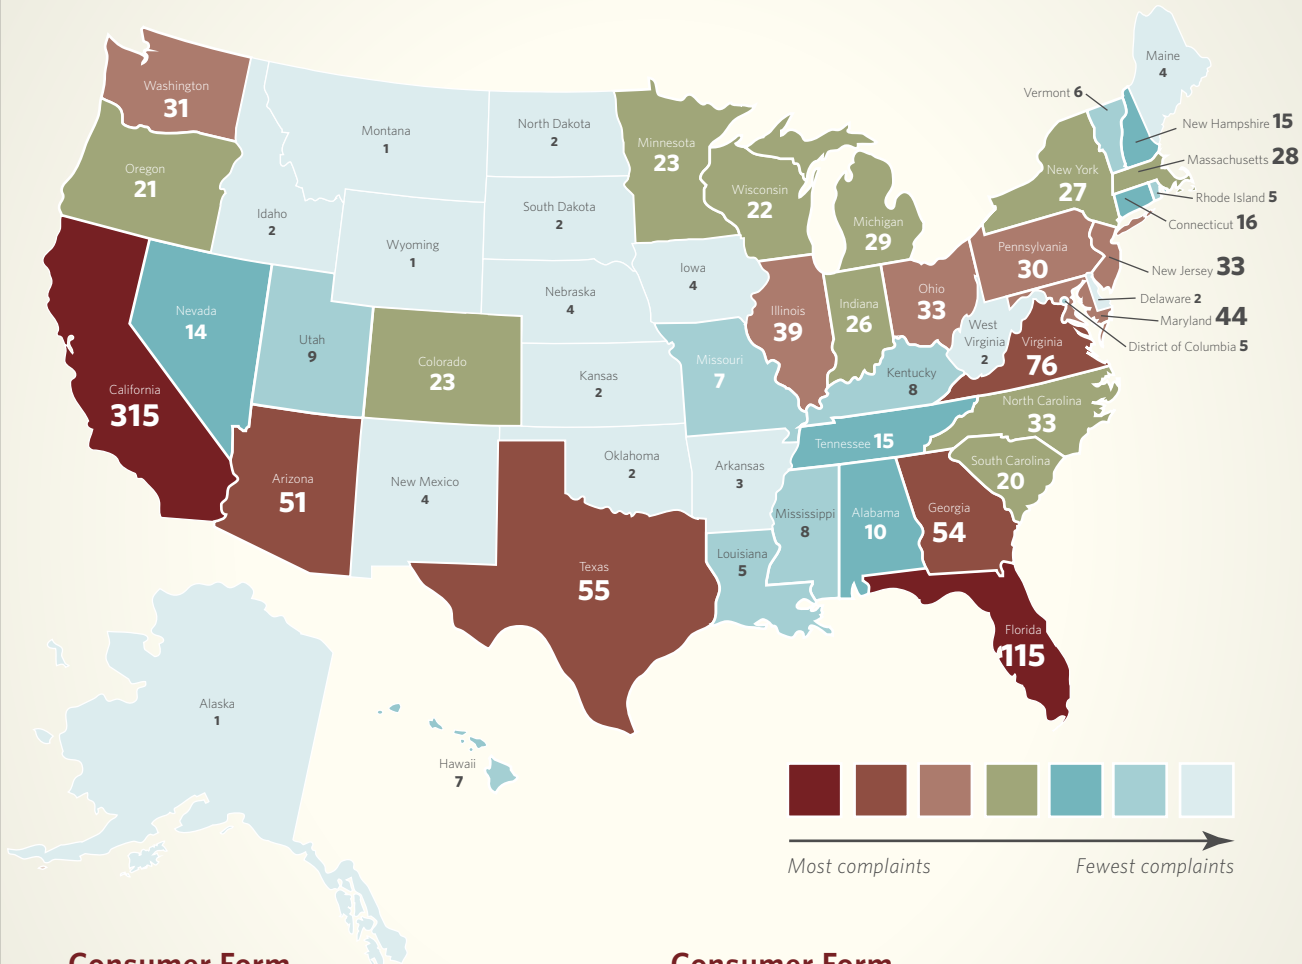 Maine
4
Vermont 6
New Hampshire 15
Washington
31
Montana
1
North Dakota
2
Minnesota
23
Massachusetts 28
Oregon
21
New York
27
Wisconsin
22
Rhode Island 5
Idaho
2
South Dakota
2
Michigan
29
Connecticut 16
Wyoming
1
Pennsylvania
30
Iowa
4
New Jersey 33
Nebraska
4
Ohio
33
Delaware 2
Nevada
14
Illinois
39
Indiana
26
Maryland 44
West
Virginia
2
Virginia
76
District of Columbia 5
Utah
9
Colorado
23
Missouri
7
Kansas
2
Kentucky
8
California
315
North Carolina
33
Tennessee 15
Oklahoma
2
Arkansas
3
South Carolina
20
Arizona
51
New Mexico
4
Mississippi
8
Alabama
10
Georgia
54
Louisiana
5
Texas
55
Florida
115
Alaska
1
Hawaii
7
Most complaints
Fewest complaints
Consumer Form
Consumer Form